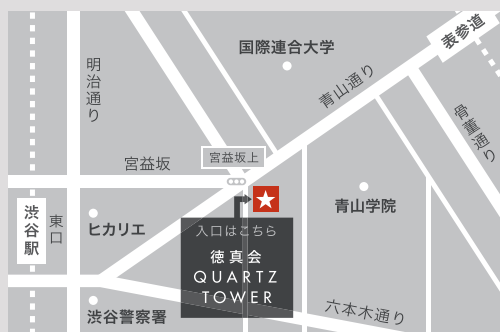 表参道
国際連合大学
明治通り
青山通り
骨董通り
宮益坂上
宮益坂
青山学院
渋谷駅
東口
ヒカリエ
入口はこちら
徳真会
QUARTZ
TOWER
渋谷警察署
六本木通り